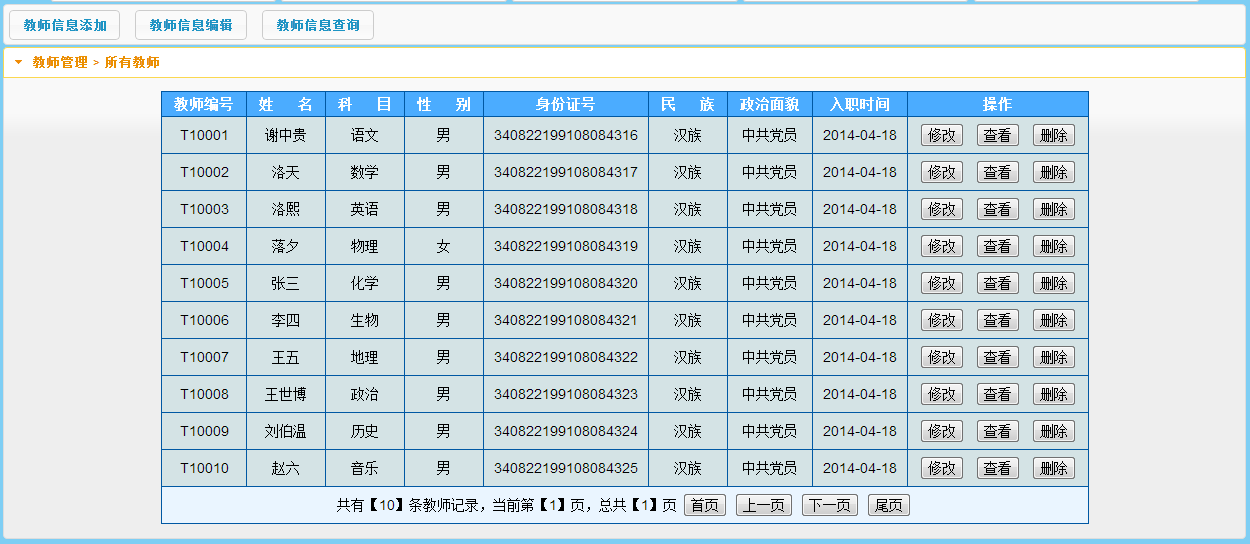 教师信息添加 教师信息编辑 教师信息查询
教师管理 > 所有教师
教师编号 姓 名 科 目 性 别 身份证号 民 族 政治面貌 入职时间 操作
T10001 谢中贵 语文 男 340822199108084316 汉族 中共党员 2014-04-18 修改 查看 删除
T10002 洛天 数学 男 340822199108084317 汉族 中共党员 2014-04-18 修改 查看 删除
T10003 洛熙 英语 男 340822199108084318 汉族 中共党员 2014-04-18 修改 查看 删除
T10004 落夕 物理 女 340822199108084319 汉族 中共党员 2014-04-18 修改 查看 删除
T10005 张三 化学 男 340822199108084320 汉族 中共党员 2014-04-18 修改 查看 删除
T10006 李四 生物 男 340822199108084321 汉族 中共党员 2014-04-18 修改 查看 删除
T10007 王五 地理 男 340822199108084322 汉族 中共党员 2014-04-18 修改 查看 删除
T10008 王世博 政治 男 340822199108084323 汉族 中共党员 2014-04-18 修改 查看 删除
T10009 刘伯温 历史 男 340822199108084324 汉族 中共党员 2014-04-18 修改 查看 删除
T10010 赵六 音乐 男 340822199108084325 汉族 中共党员 2014-04-18 修改 查看 删除
共有【10】条教师记录，当前第【1】页，总共【1】页 首页 上一页 下一页 尾页